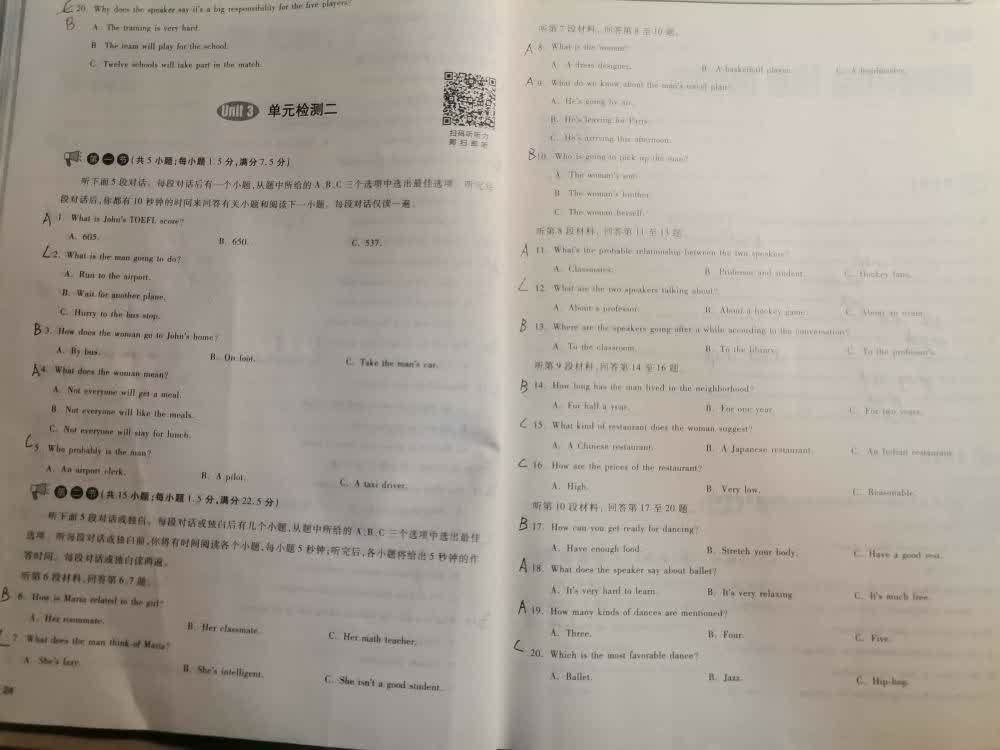 C 20. Why does the speaker say it's a big responsibility for the five players?
B A. The training is very hard.
B. The team will play for the school.
C. Twelve schools will take part in the match.
Unit 3 单元检测二
扫码听听力
即扫即听
第一节(共5小题;每小题1.5分,满分7.5分)
听下面5段对话。每段对话后有一个小题,从题中所给的A、B、C三个选项中选出最佳选项。听完每
段对话后,你都有10秒钟的时间来回答有关小题和阅读下一小题。每段对话仅读一遍。
A 1. What is John's TOEFL score?
A. 605. B. 650. C. 537.
C 2. What is the man going to do?
A. Run to the airport.
B. Wait for another plane.
C. Hurry to the bus stop.
B 3. How does the woman go to John's home?
A. By bus. B. On foot. C. Take the man's car.
A 4. What does the woman mean?
A. Not everyone will get a meal.
B. Not everyone will like the meals.
C. Not everyone will stay for lunch.
C 5. Who probably is the man?
A. An airport clerk. B. A pilot. C. A taxi driver.
第二节(共15小题;每小题1.5分,满分22.5分)
听下面5段对话或独白。每段对话或独白后有几个小题,从题中所给的A、B、C三个选项中选出最佳
选项。听每段对话或独白前,你将有时间阅读各个小题,每小题5秒钟;听完后,各小题将给出5秒钟的作
答时间。每段对话或独白读两遍。
听第6段材料,回答第6、7题。
B 6. How is Maria related to the girl?
A. Her roommate. B. Her classmate. C. Her math teacher.
C 7. What does the man think of Maria?
A. She's lazy. B. She's intelligent. C. She isn't a good student.
28
听第7段材料,回答第8至10题。
A 8. What is the woman?
A. A dress designer. B. A basketball player. C. A headmaster.
A 9. What do we know about the man's travel plan?
A. He's going by air.
B. He's leaving for Paris.
C. He's arriving this afternoon.
B 10. Who is going to pick up the man?
A. The woman's son.
B. The woman's brother.
C. The woman herself.
听第8段材料,回答第11至13题。
A 11. What's the probable relationship between the two speakers?
A. Classmates. B. Professor and student. C. Hockey fans.
C 12. What are the two speakers talking about?
A. About a professor. B. About a hockey game. C. About an exam.
B 13. Where are the speakers going after a while according to the conversation?
A. To the classroom. B. To the library. C. To the professor's.
听第9段材料,回答第14至16题。
B 14. How long has the man lived in the neighborhood?
A. For half a year. B. For one year. C. For two years.
C 15. What kind of restaurant does the woman suggest?
A. A Chinese restaurant. B. A Japanese restaurant. C. An Indian restaurant.
C 16. How are the prices of the restaurant?
A. High. B. Very low. C. Reasonable.
听第10段材料,回答第17至20题。
B 17. How can you get ready for dancing?
A. Have enough food. B. Stretch your body. C. Have a good rest.
A 18. What does the speaker say about ballet?
A. It's very hard to learn. B. It's very relaxing. C. It's much free.
A 19. How many kinds of dances are mentioned?
A. Three. B. Four. C. Five.
C 20. Which is the most favorable dance?
A. Ballet. B. Jazz. C. Hip-hop.